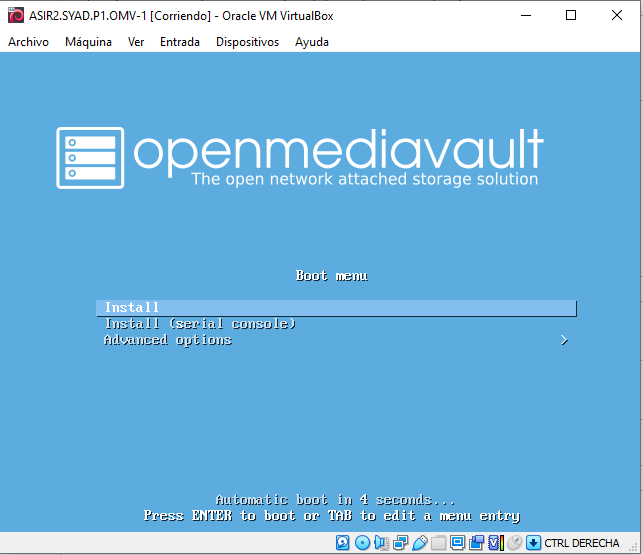 ASIR2.SYAD.P1.OMV-1 [Corriendo] - Oracle VM VirtualBox
Archivo Máquina Ver Entrada Dispositivos Ayuda
openmediavault
The open network attached storage solution
Boot menu
Install
Install (serial console)
Advanced options >
Automatic boot in 4 seconds...
Press ENTER to boot or TAB to edit a menu entry
CTRL DERECHA